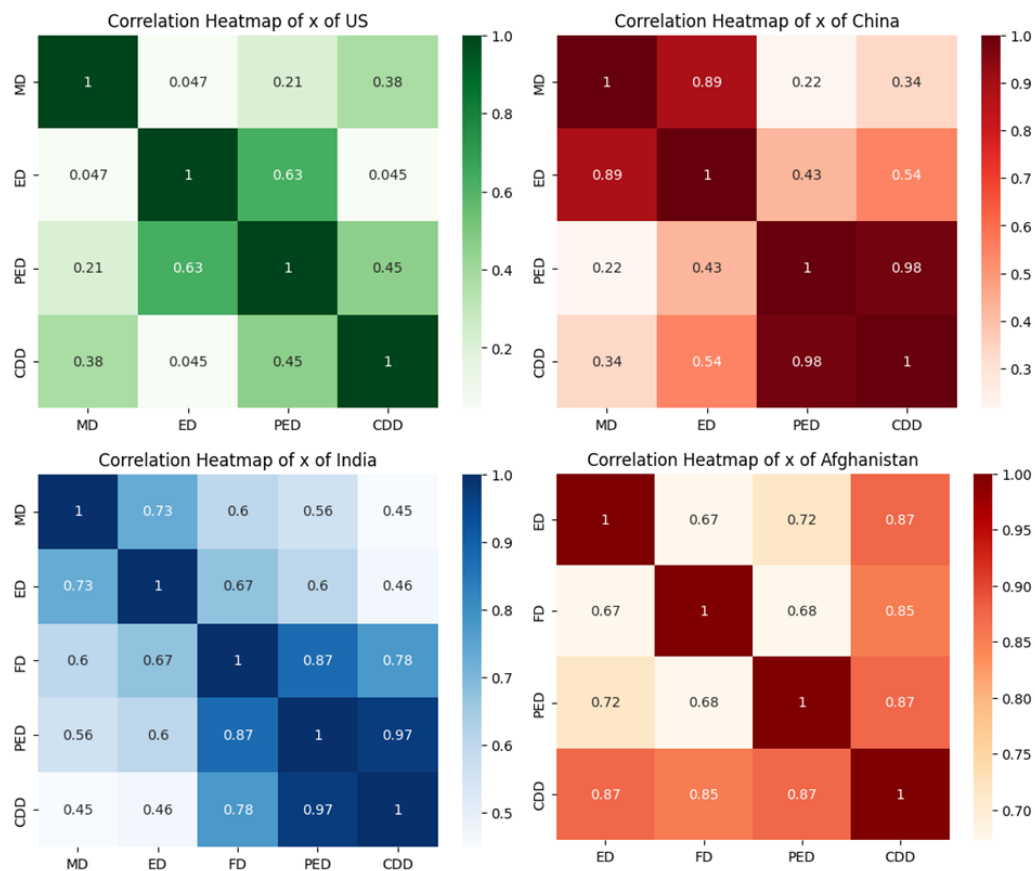 Correlation Heatmap of x of US
MD 1 0.047 0.21 0.38
ED 0.047 1 0.63 0.045
PED 0.21 0.63 1 0.45
CDD 0.38 0.045 0.45 1
MD ED PED CDD
1.0
0.8
0.6
0.4
0.2
Correlation Heatmap of x of China
MD 1 0.89 0.22 0.34
ED 0.89 1 0.43 0.54
PED 0.22 0.43 1 0.98
CDD 0.34 0.54 0.98 1
MD ED PED CDD
1.0
0.9
0.8
0.7
0.6
0.5
0.4
0.3
Correlation Heatmap of x of India
MD 1 0.73 0.6 0.56 0.45
ED 0.73 1 0.67 0.6 0.46
FD 0.6 0.67 1 0.87 0.78
PED 0.56 0.6 0.87 1 0.97
CDD 0.45 0.46 0.78 0.97 1
MD ED FD PED CDD
1.0
0.9
0.8
0.7
0.6
0.5
Correlation Heatmap of x of Afghanistan
ED 1 0.67 0.72 0.87
FD 0.67 1 0.68 0.85
PED 0.72 0.68 1 0.87
CDD 0.87 0.85 0.87 1
ED FD PED CDD
1.00
0.95
0.90
0.85
0.80
0.75
0.70